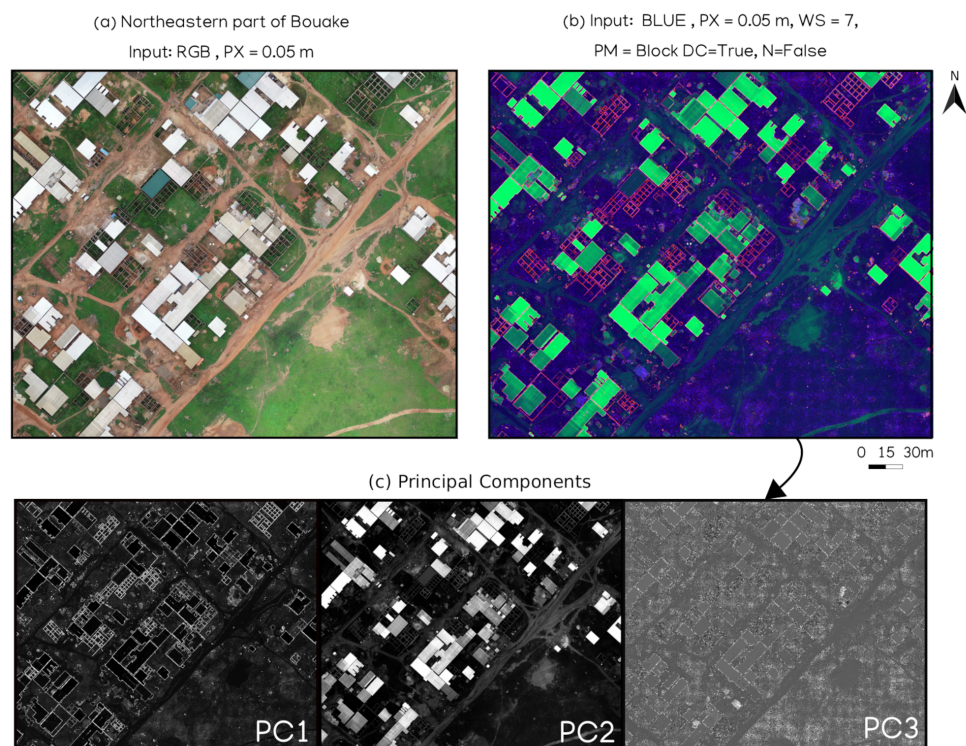 (a) Northeastern part of Bouake
Input: RGB , PX = 0.05 m
(b) Input: BLUE , PX = 0.05 m, WS = 7,
PM = Block DC=True, N=False
N
0 15 30m
(c) Principal Components
PC1
PC2
PC3